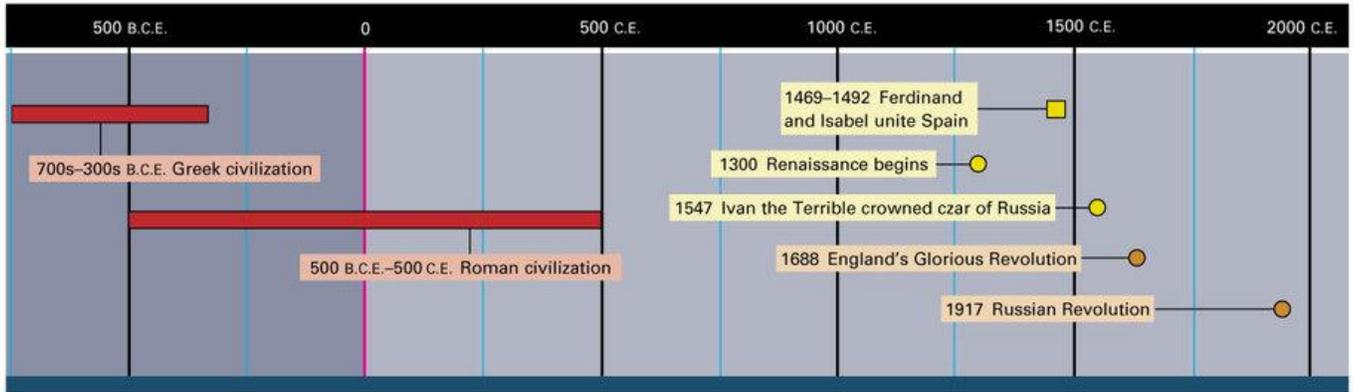 500 B.C.E.
0
500 C.E.
1000 C.E.
1500 C.E.
2000 C.E.
1469–1492 Ferdinand
and Isabel unite Spain
700s–300s B.C.E. Greek civilization
1300 Renaissance begins
1547 Ivan the Terrible crowned czar of Russia
500 B.C.E.–500 C.E. Roman civilization
1688 England's Glorious Revolution
1917 Russian Revolution